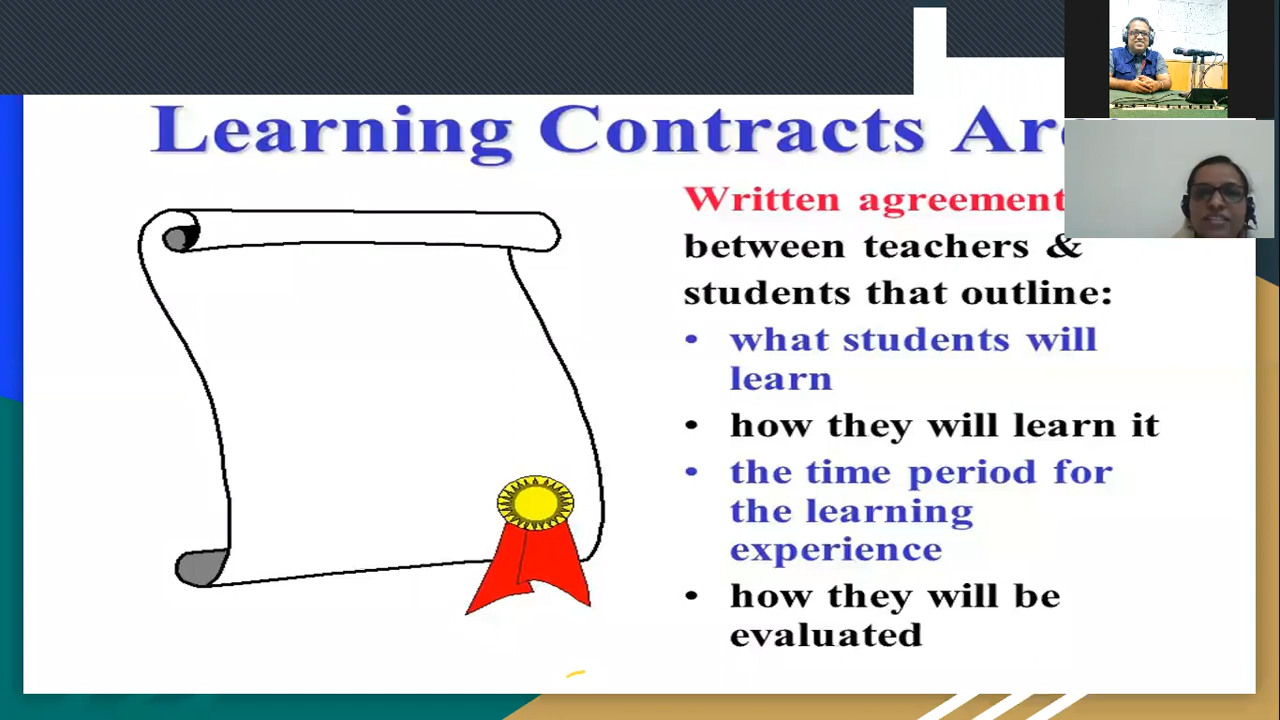 Learning Contracts Are
Written agreement
between teachers &
students that outline:
• what students will
learn
• how they will learn it
• the time period for
the learning
experience
• how they will be
evaluated